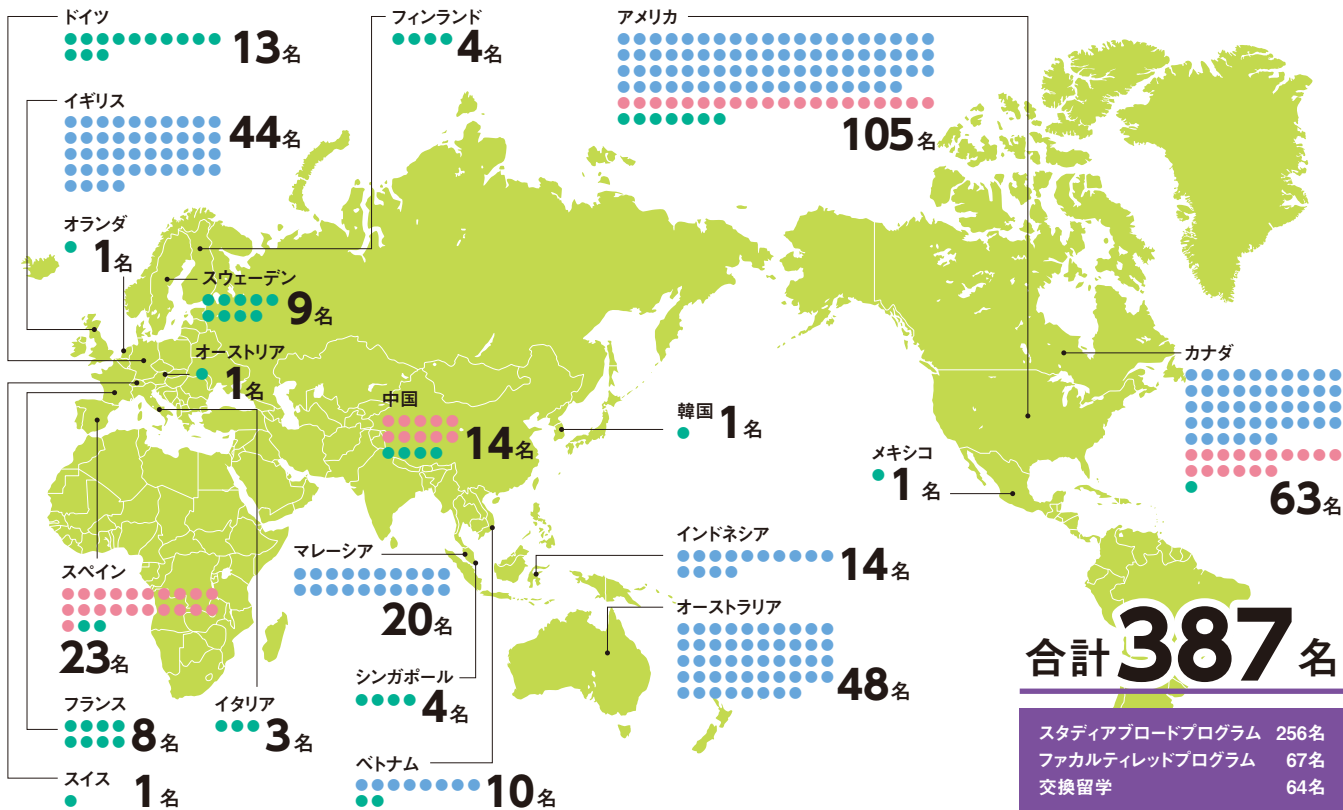 ドイツ
13名
フィンランド
4名
アメリカ
105名
イギリス
44名
オランダ
1名
スウェーデン
9名
オーストリア
1名
中国
14名
韓国 1名
メキシコ
1名
カナダ
63名
スペイン
23名
マレーシア
20名
インドネシア
14名
オーストラリア
48名
シンガポール
4名
フランス
8名
イタリア
3名
スイス
1名
ベトナム
10名
合計387名
スタディアブロードプログラム 256名
ファカルティレッドプログラム 67名
交換留学 64名